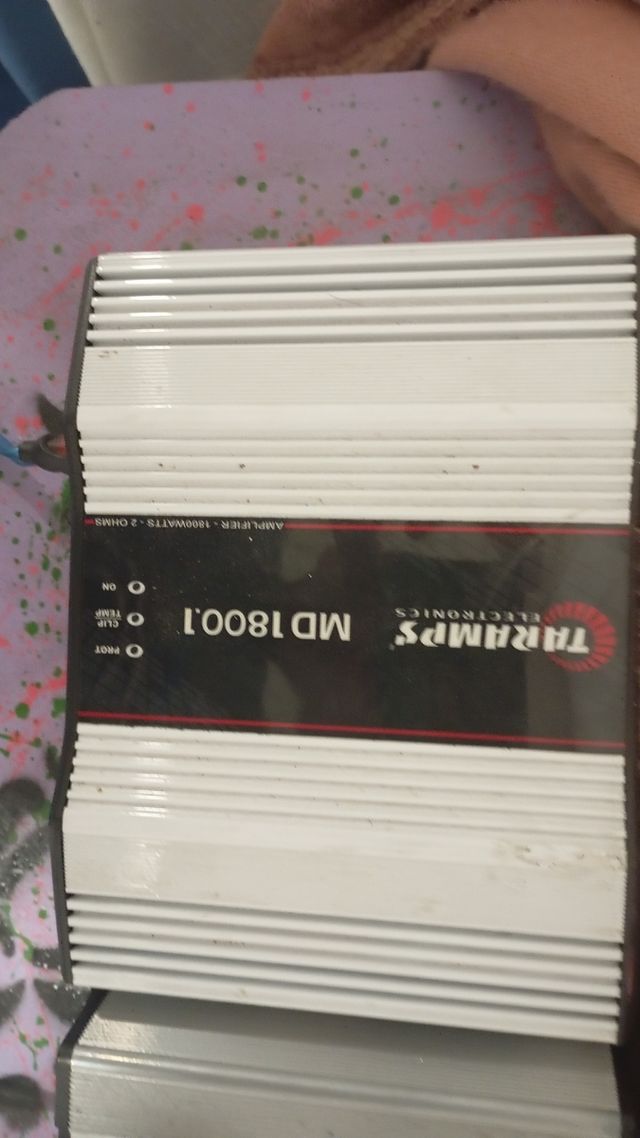 TARAMPS®
ELECTRONICS
MD 1800.1
PROT
CLIP
TEMP
ON
AMPLIFIER - 1800WATTS - 2 OHMS